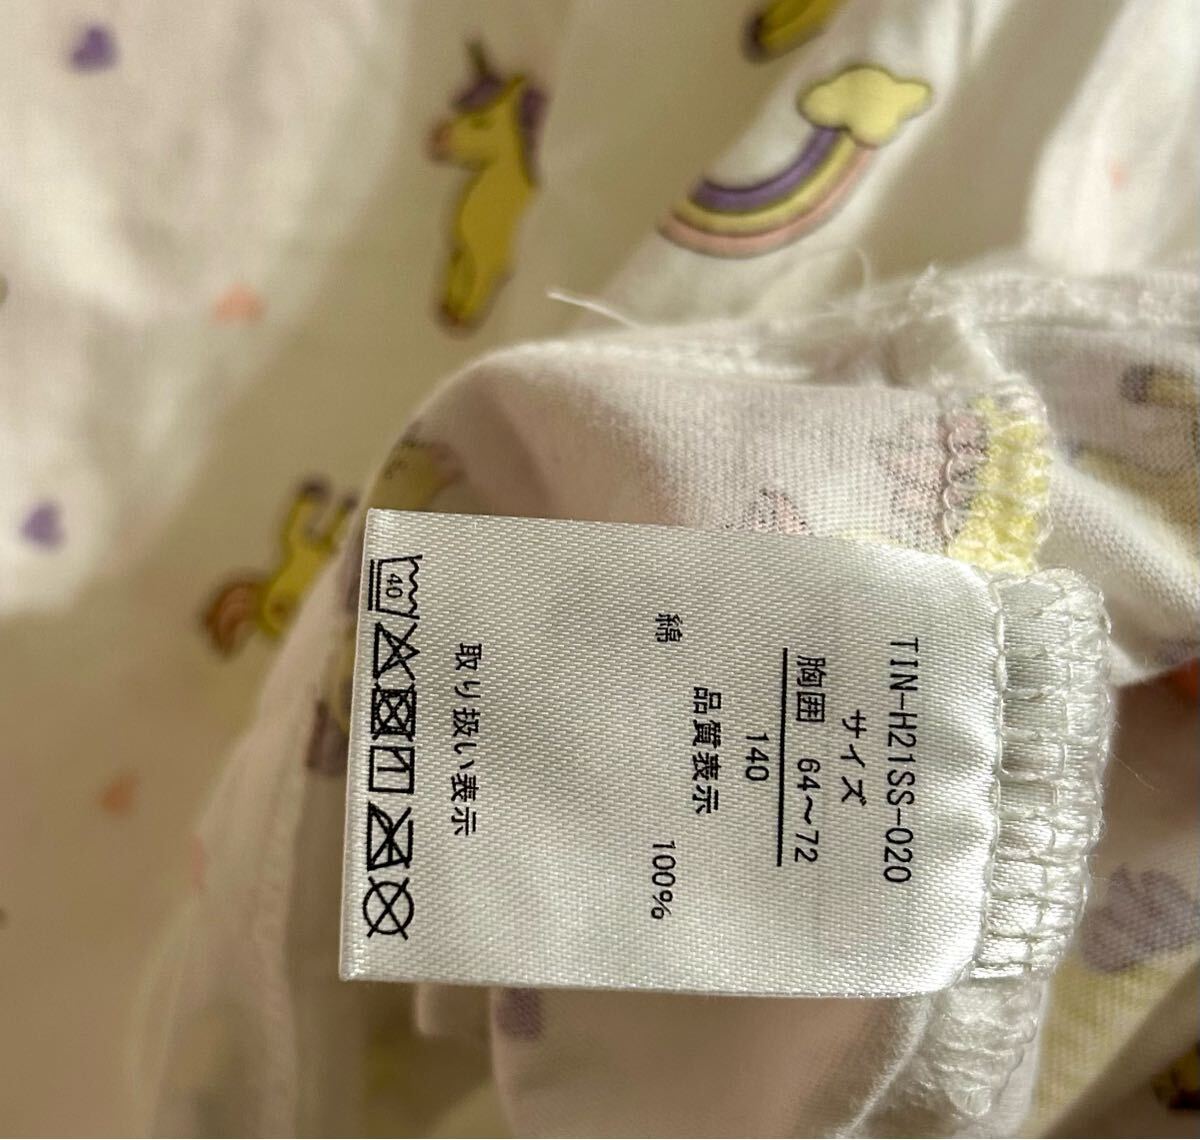 TIN-H21SS-020
サイズ
胸囲 64〜72
140
品質表示
綿 100%
取り扱い表示
40